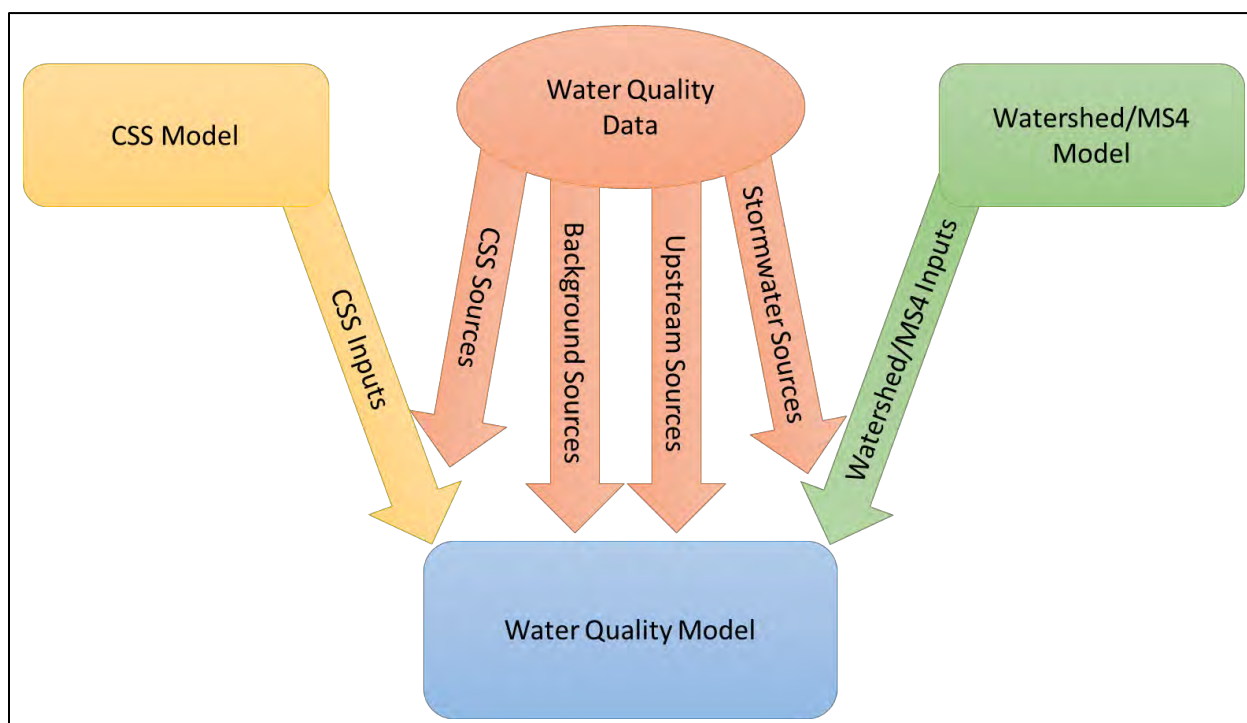 CSS Model
Water Quality
Data
Watershed/MS4
Model
CSS Inputs
CSS Sources
Background Sources
Upstream Sources
Stormwater Sources
Watershed/MS4 Inputs
Water Quality Model